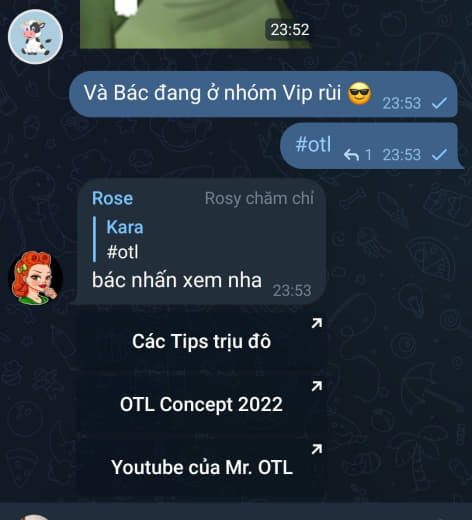 23:52
Và Bác đang ở nhóm Vip rùi 😎 23:53
#otl 1 23:53
Rose Rosy chăm chỉ
Kara
#otl
bác nhấn xem nha 23:53
Các Tips trịu đô
OTL Concept 2022
Youtube của Mr. OTL